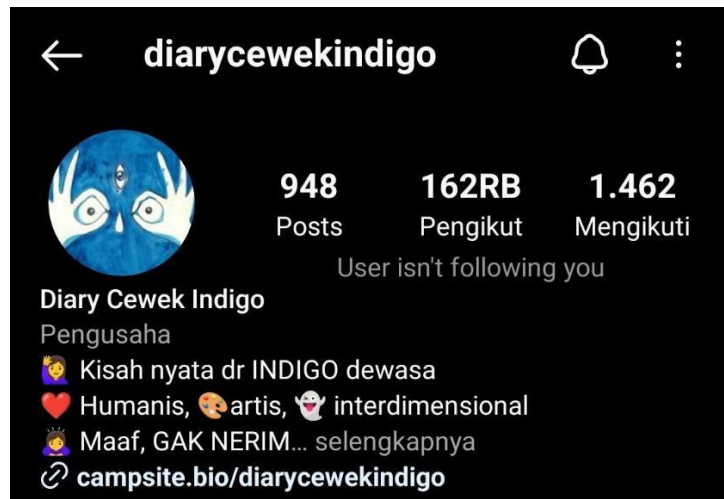 diarycewekindigo
948 162RB 1.462
Posts Pengikut Mengikuti
User isn't following you
Diary Cewek Indigo
Pengusaha
🙋‍♀️ Kisah nyata dr INDIGO dewasa
❤️ Humanis, 🎨artis, 👻 interdimensional
🙇‍♀️ Maaf, GAK NERIM... selengkapnya
campsite.bio/diarycewekindigo